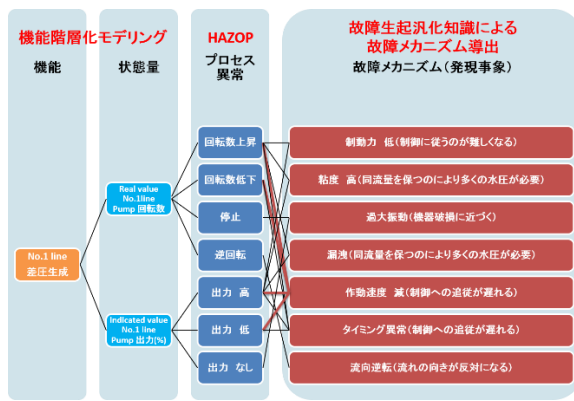 機能階層化モデリング
機能
状態量
HAZOP
プロセス
異常
故障生起汎化知識による
故障メカニズム導出
故障メカニズム（発現事象）
No.1 line
差圧生成
Real value
No.1line
Pump 回転数
Indicated value
No.1 line
Pump 出力(%)
回転数上昇
回転数低下
停止
逆回転
出力 高
出力 低
出力 なし
制動力 低（制御に従うのが難しくなる）
粘度 高（同流量を保つのにより多くの水圧が必要）
過大振動（機器破損に近づく）
漏洩（同流量を保つのにより多くの水圧が必要）
作動速度 減（制御への追従が遅れる）
タイミング異常（制御への追従が遅れる）
流向逆転（流れの向きが反対になる）